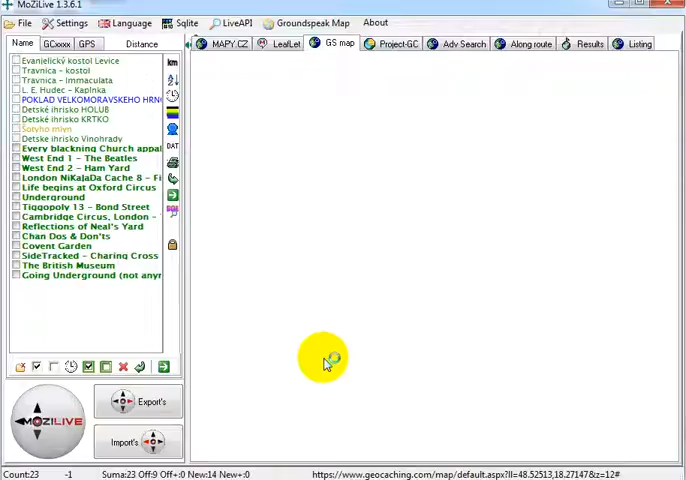 MoZiLive 1.3.6.1
File Settings Language Sqlite LiveAPI Groundspeak Map About
Name GCxxxx GPS Distance
MAPY.CZ LeafLet GS map Project-GC Adv Search Along route Results Listing
Evanjelický kostol Levice
Travnica - kostol
Travnica - Immaculata
L. E. Hudec - Kaplnka
POKLAD VELKOMORAVSKEHO HRN
Detské ihrisko HOLUB
Detske ihrisko KRTKO
Šotyho mlyn
Detske ihrisko Vinohrady
Every blackning Church appal
West End 1 - The Beatles
West End 2 - Ham Yard
London NiKaJaDa Cache 8 - Fi
Life begins at Oxford Circus
Underground
Tiggopoly 13 - Bond Street
Cambridge Circus, London -
Reflections of Neal's Yard
Chan Dos & Don'ts
Covent Garden
SideTracked - Charing Cross
The British Museum
Going Underground (not anym
km
DAT
MOZILIVE
Export's
Import's
Count:23 -1 Suma:23 Off:9 Off+:0 New:14 New+:0 https://www.geocaching.com/map/default.aspx?ll=48.52513,18.27147&z=12#